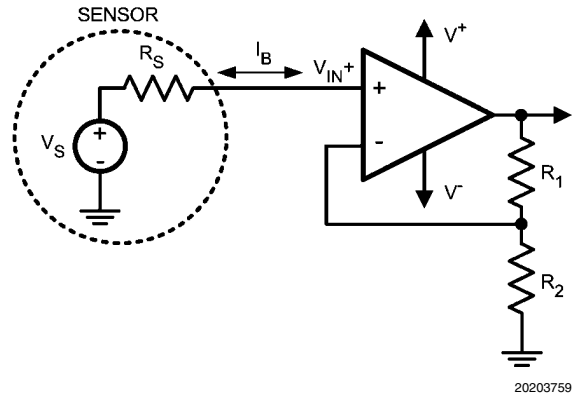 SENSOR
R_S
I_B
V_IN+
V+
+
V_S
+
-
-
V-
R_1
R_2
20203759